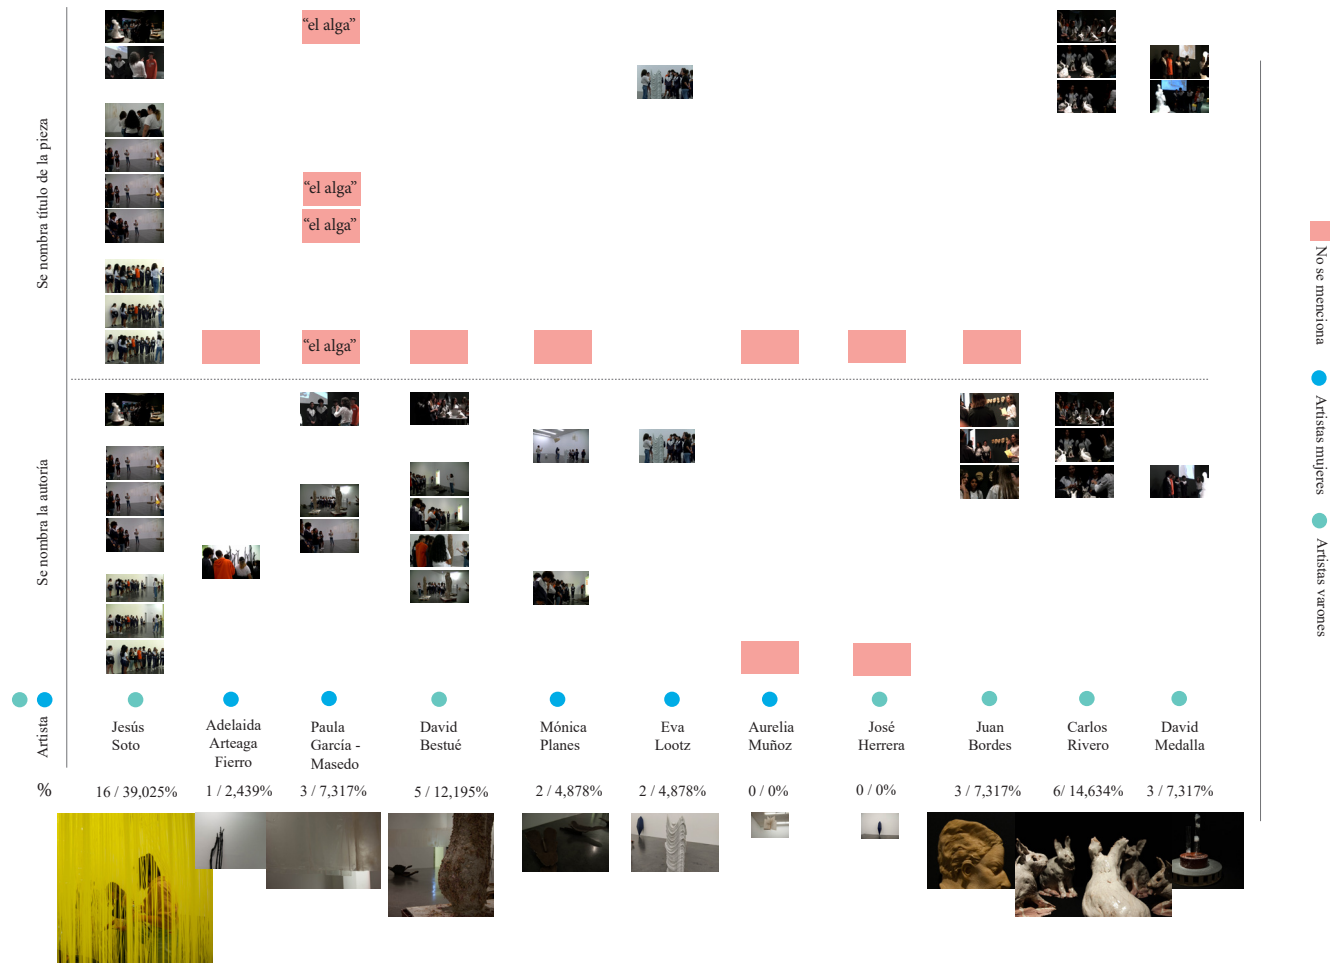 Se nombra título de la pieza
“el alga”
“el alga”
“el alga”
“el alga”
Se nombra la autoría
Artista
Jesús
Soto
Adelaida
Arteaga
Fierro
Paula
García -
Masedo
David
Bestué
Mónica
Planes
Eva
Lootz
Aurelia
Muñoz
José
Herrera
Juan
Bordes
Carlos
Rivero
David
Medalla
%
16 / 39,025%
1 / 2,439%
3 / 7,317%
5 / 12,195%
2 / 4,878%
2 / 4,878%
0 / 0%
0 / 0%
3 / 7,317%
6/ 14,634%
3 / 7,317%
No se menciona
Artistas mujeres
Artistas varones